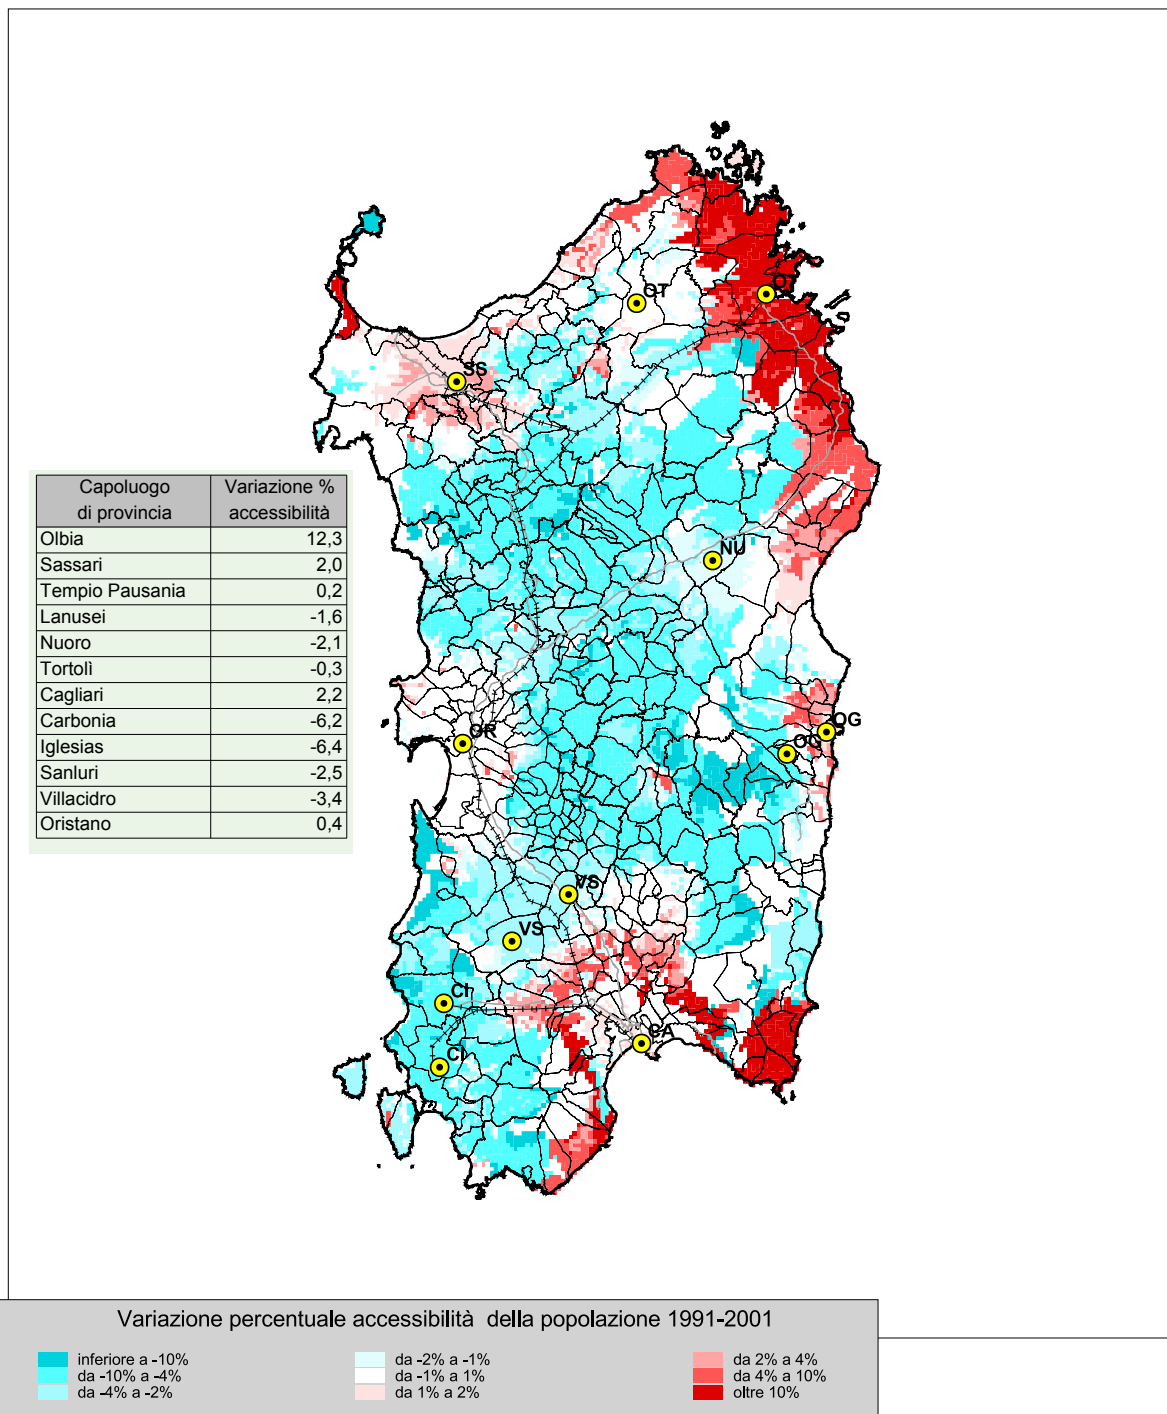 OT
OT
SS
Capoluogo di provincia Variazione % accessibilità
Olbia 12,3
Sassari 2,0
Tempio Pausania 0,2
Lanusei -1,6
Nuoro -2,1
Tortolì -0,3
Cagliari 2,2
Carbonia -6,2
Iglesias -6,4
Sanluri -2,5
Villacidro -3,4
Oristano 0,4
NU
OG
OR
OG
VS
VS
CI
CA
CI
Variazione percentuale accessibilità della popolazione 1991-2001
inferiore a -10%
da -10% a -4%
da -4% a -2%
da -2% a -1%
da -1% a 1%
da 1% a 2%
da 2% a 4%
da 4% a 10%
oltre 10%